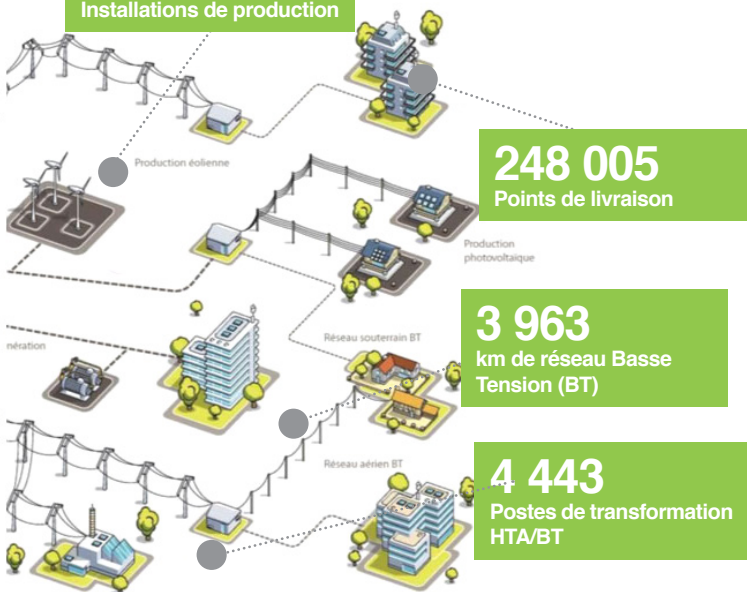 Installations de production
248 005
Points de livraison
Production éolienne
Production
photovoltaique
3 963
km de réseau Basse
Tension (BT)
Réseau souterrain BT
nération
4 443
Postes de transformation
HTA/BT
Réseau aérien BT